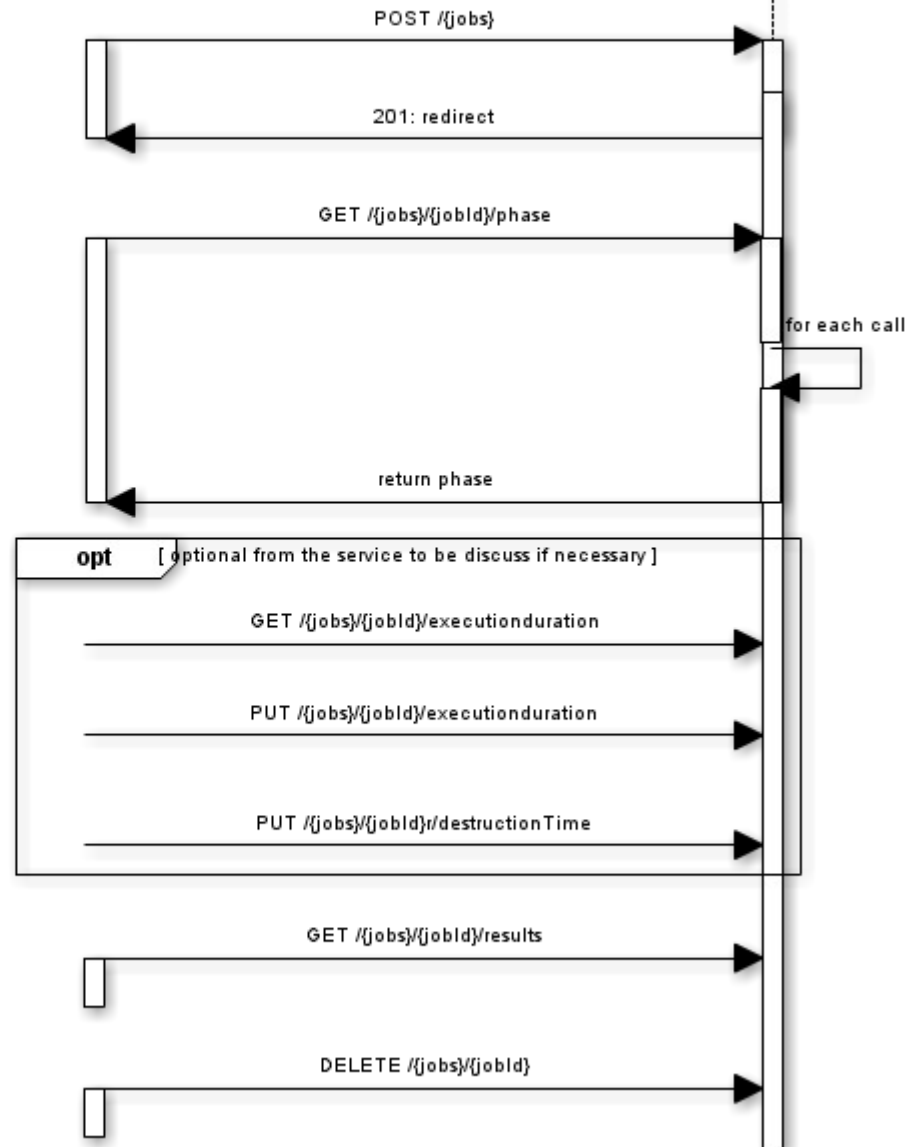 POST /{jobs}
201: redirect
GET /{jobs}/{jobId}/phase
for each call
return phase
opt [ optional from the service to be discuss if necessary ]
GET /{jobs}/{jobId}/executionduration
PUT /{jobs}/{jobId}/executionduration
PUT /{jobs}/{jobId}r/destructionTime
GET /{jobs}/{jobId}/results
DELETE /{jobs}/{jobId}